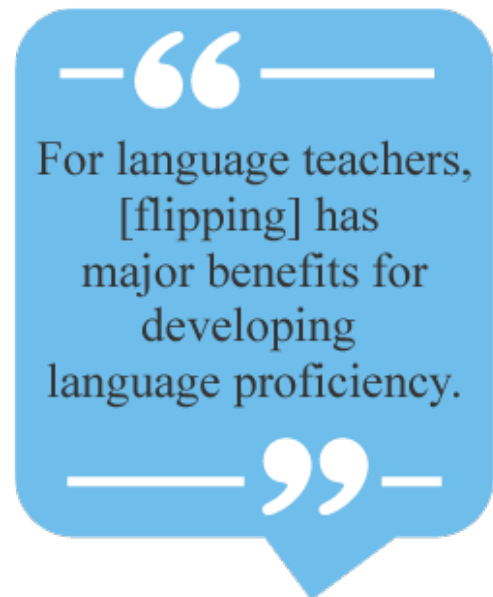 “
For language teachers,
[flipping] has
major benefits for
developing
language proficiency.
”